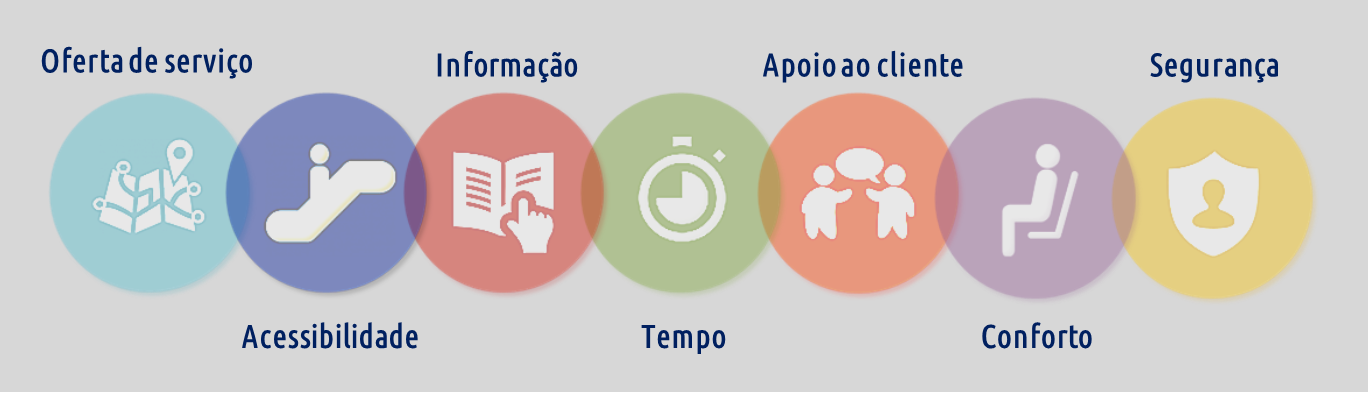 Oferta de serviço
Informação
Apoio ao cliente
Segurança
Acessibilidade
Tempo
Conforto